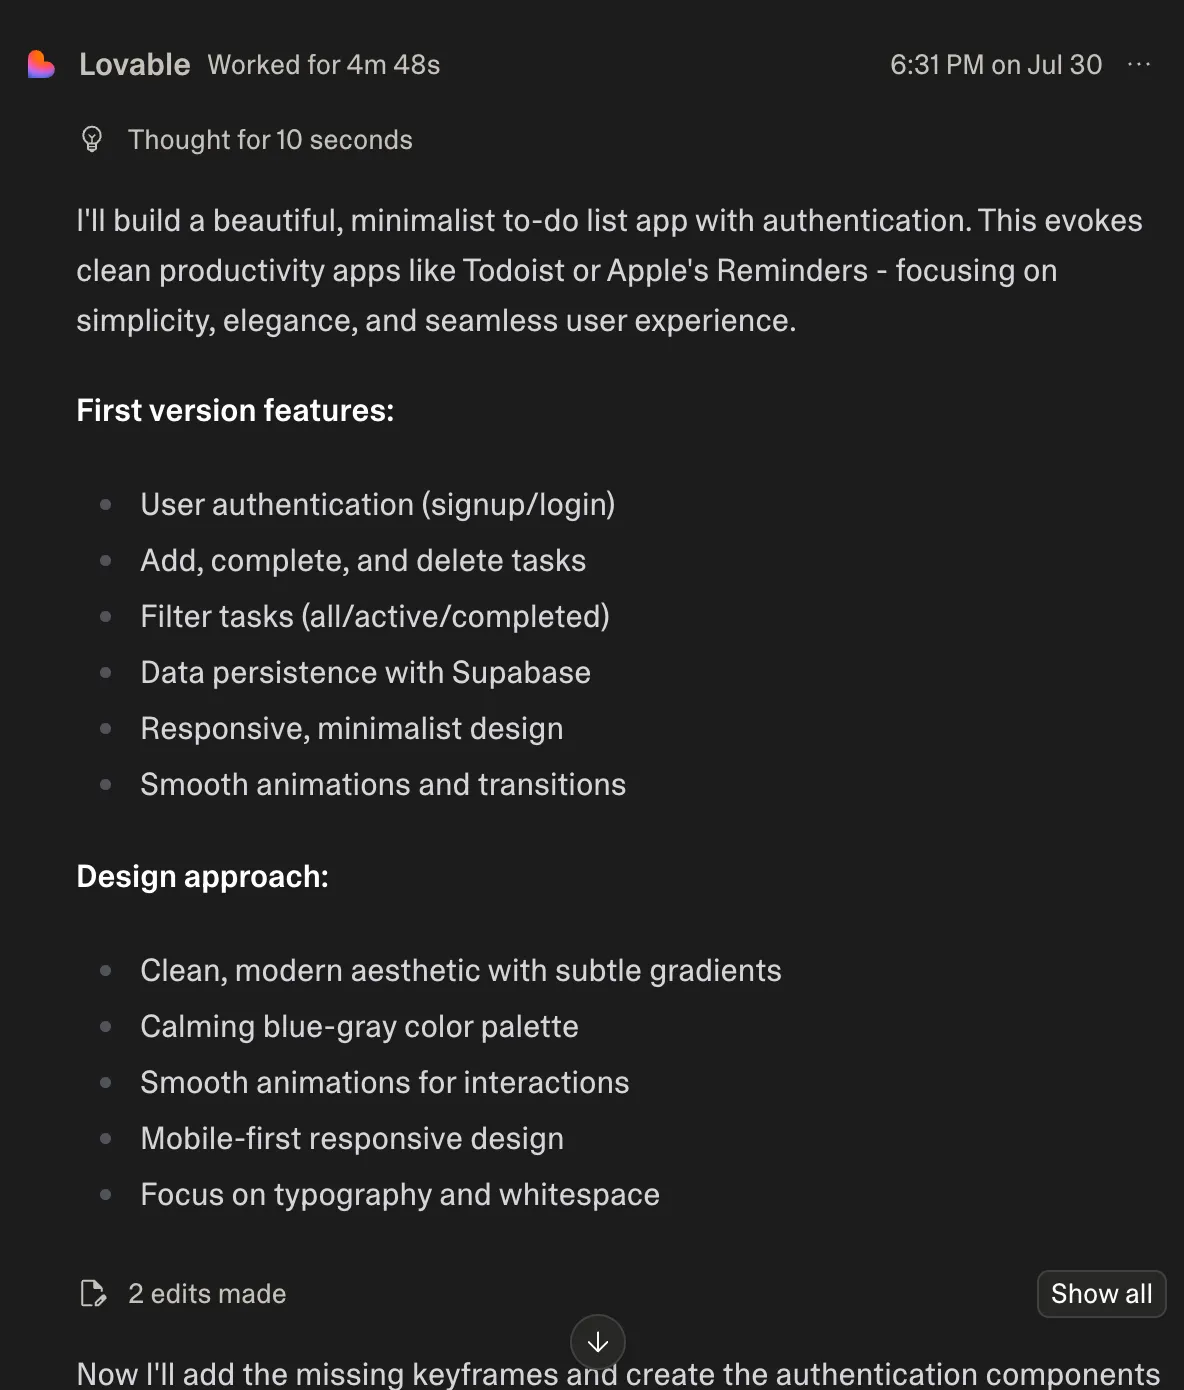 Lovable Worked for 4m 48s 6:31 PM on Jul 30 ···
Thought for 10 seconds
I'll build a beautiful, minimalist to-do list app with authentication. This evokes
clean productivity apps like Todoist or Apple's Reminders - focusing on
simplicity, elegance, and seamless user experience.
First version features:
• User authentication (signup/login)
• Add, complete, and delete tasks
• Filter tasks (all/active/completed)
• Data persistence with Supabase
• Responsive, minimalist design
• Smooth animations and transitions
Design approach:
• Clean, modern aesthetic with subtle gradients
• Calming blue-gray color palette
• Smooth animations for interactions
• Mobile-first responsive design
• Focus on typography and whitespace
2 edits made Show all
Now I'll add the missing keyframes and create the authentication components